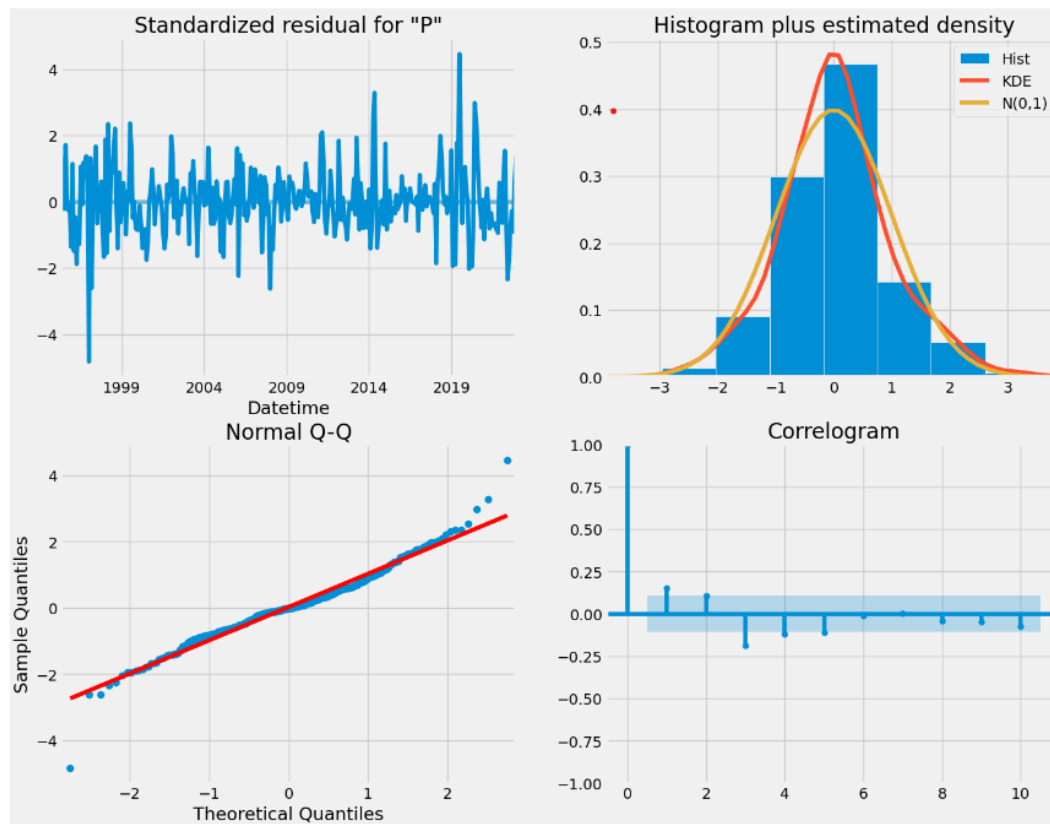 Standardized residual for "P"
4
2
0
−2
−4
1999 2004 2009 2014 2019
Datetime
Histogram plus estimated density
0.5
0.4
0.3
0.2
0.1
0.0
Hist
KDE
N(0,1)
−3 −2 −1 0 1 2 3
Normal Q-Q
Sample Quantiles
4
2
0
−2
−4
−2 −1 0 1 2
Theoretical Quantiles
Correlogram
1.00
0.75
0.50
0.25
0.00
−0.25
−0.50
−0.75
−1.00
0 2 4 6 8 10